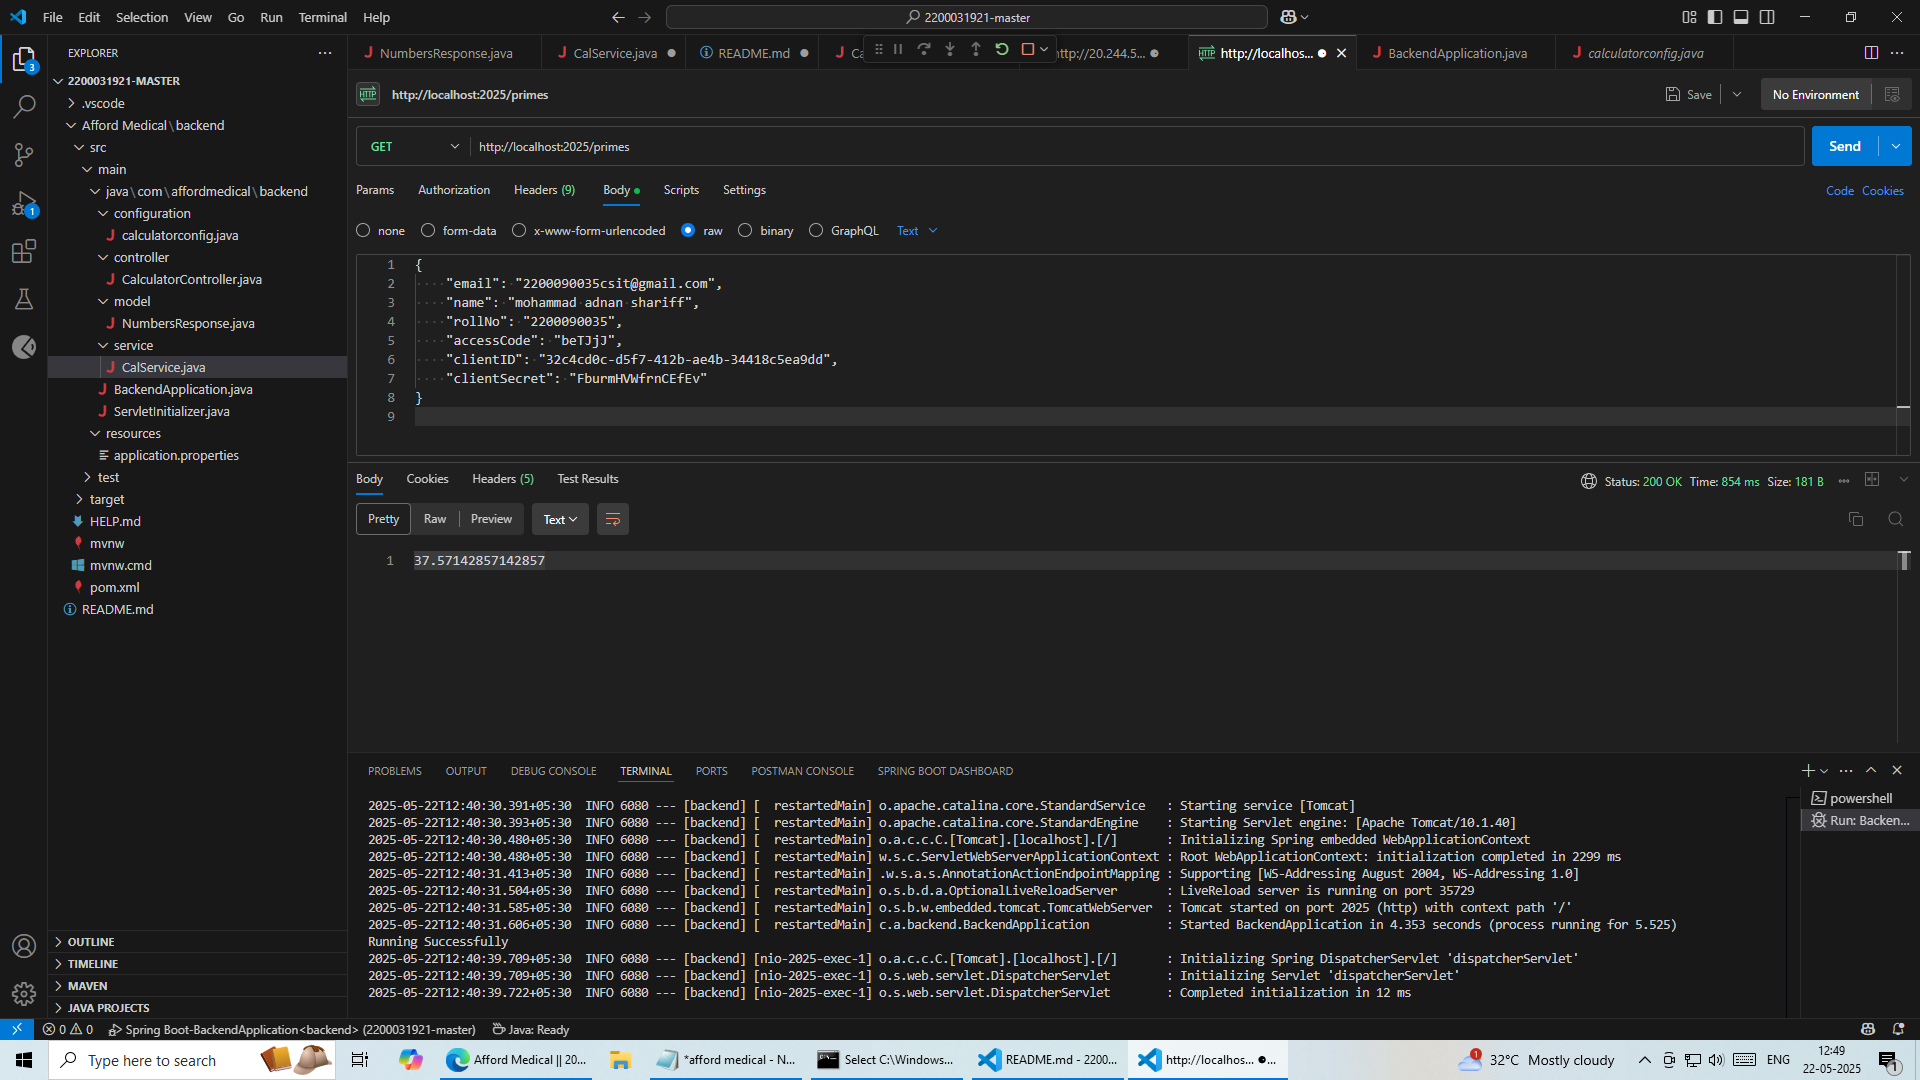 File Edit Selection View Go Run Terminal Help
2200031921-master
EXPLORER
NumbersResponse.java
CalService.java
README.md
Ca
http://20.244.5...
http://localhos...
BackendApplication.java
calculatorconfig.java
2200031921-MASTER
.vscode
Afford Medical\backend
src
main
java\com\affordmedical\backend
configuration
calculatorconfig.java
controller
CalculatorController.java
model
NumbersResponse.java
service
CalService.java
BackendApplication.java
ServletInitializer.java
resources
application.properties
test
target
HELP.md
mvnw
mvnw.cmd
pom.xml
README.md
OUTLINE
TIMELINE
MAVEN
JAVA PROJECTS
3
1
HTTP http://localhost:2025/primes
Save
No Environment
GET http://localhost:2025/primes
Send
Params Authorization Headers (9) Body Scripts Settings
Code Cookies
none form-data x-www-form-urlencoded raw binary GraphQL Text
1 {
2 "email": "2200090035csit@gmail.com",
3 "name": "mohammad adnan shariff",
4 "rollNo": "2200090035",
5 "accessCode": "beTJjJ",
6 "clientID": "32c4cd0c-d5f7-412b-ae4b-34418c5ea9dd",
7 "clientSecret": "FburmHVWfrnCEfEv"
8 }
9
Body Cookies Headers (5) Test Results
Status: 200 OK Time: 854 ms Size: 181 B
Pretty Raw Preview Text
1 37.57142857142857
PROBLEMS OUTPUT DEBUG CONSOLE TERMINAL PORTS POSTMAN CONSOLE SPRING BOOT DASHBOARD
2025-05-22T12:40:30.391+05:30 INFO 6080 --- [backend] [ restartedMain] o.apache.catalina.core.StandardService : Starting service [Tomcat]
2025-05-22T12:40:30.393+05:30 INFO 6080 --- [backend] [ restartedMain] o.apache.catalina.core.StandardEngine : Starting Servlet engine: [Apache Tomcat/10.1.40]
2025-05-22T12:40:30.480+05:30 INFO 6080 --- [backend] [ restartedMain] o.a.c.c.C.[Tomcat].[localhost].[/] : Initializing Spring embedded WebApplicationContext
2025-05-22T12:40:30.480+05:30 INFO 6080 --- [backend] [ restartedMain] w.s.c.ServletWebServerApplicationContext : Root WebApplicationContext: initialization completed in 2299 ms
2025-05-22T12:40:31.413+05:30 INFO 6080 --- [backend] [ restartedMain] .w.s.a.s.AnnotationActionEndpointMapping : Supporting [WS-Addressing August 2004, WS-Addressing 1.0]
2025-05-22T12:40:31.504+05:30 INFO 6080 --- [backend] [ restartedMain] o.s.b.d.a.OptionalLiveReloadServer : LiveReload server is running on port 35729
2025-05-22T12:40:31.585+05:30 INFO 6080 --- [backend] [ restartedMain] o.s.b.w.embedded.tomcat.TomcatWebServer : Tomcat started on port 2025 (http) with context path '/'
2025-05-22T12:40:31.606+05:30 INFO 6080 --- [backend] [ restartedMain] c.a.backend.BackendApplication : Started BackendApplication in 4.353 seconds (process running for 5.525)
Running Successfully
2025-05-22T12:40:39.709+05:30 INFO 6080 --- [backend] [nio-2025-exec-1] o.a.c.c.C.[Tomcat].[localhost].[/] : Initializing Spring DispatcherServlet 'dispatcherServlet'
2025-05-22T12:40:39.709+05:30 INFO 6080 --- [backend] [nio-2025-exec-1] o.s.web.servlet.DispatcherServlet : Initializing Servlet 'dispatcherServlet'
2025-05-22T12:40:39.722+05:30 INFO 6080 --- [backend] [nio-2025-exec-1] o.s.web.servlet.DispatcherServlet : Completed initialization in 12 ms
powershell
Run: Backen...
0 0 Spring Boot-BackendApplication<backend> (2200031921-master) Java: Ready
Type here to search
Afford Medical || 20...
*afford medical - N...
Select C:\Windows...
README.md - 2200...
http://localhos...
1
32°C Mostly cloudy
ENG
12:49
22-05-2025
1